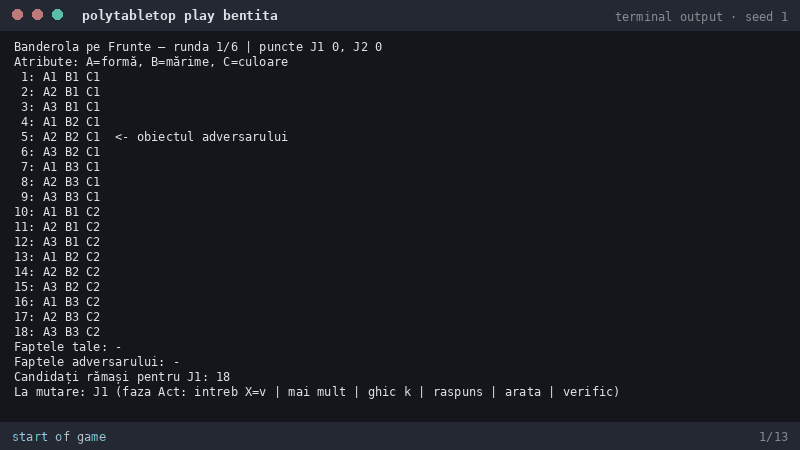 polytabletop play bentita
terminal output · seed 1
Banderola pe Frunte — runda 1/6 | puncte J1 0, J2 0
Atribute: A=formă, B=mărime, C=culoare
1: A1 B1 C1
2: A2 B1 C1
3: A3 B1 C1
4: A1 B2 C1
5: A2 B2 C1 <- obiectul adversarului
6: A3 B2 C1
7: A1 B3 C1
8: A2 B3 C1
9: A3 B3 C1
10: A1 B1 C2
11: A2 B1 C2
12: A3 B1 C2
13: A1 B2 C2
14: A2 B2 C2
15: A3 B2 C2
16: A1 B3 C2
17: A2 B3 C2
18: A3 B3 C2
Faptele tale: -
Faptele adversarului: -
Candidați rămași pentru J1: 18
La mutare: J1 (faza Act: intreb X=v | mai mult | ghic k | raspuns | arata | verific)
start of game
1/13